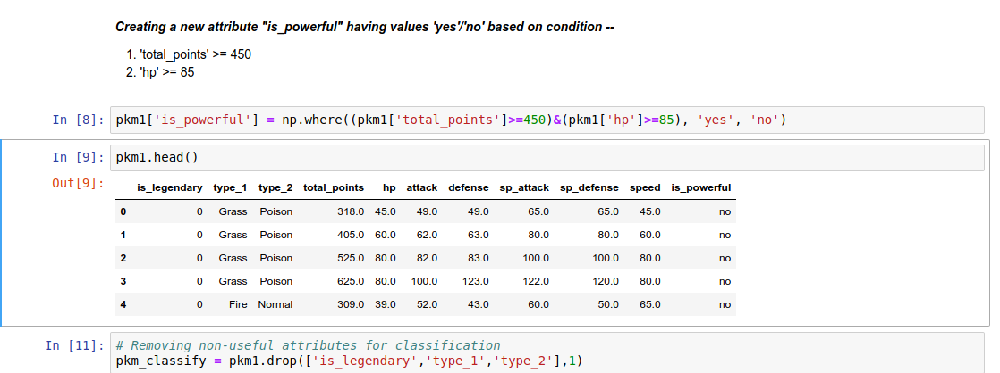 Creating a new attribute "is_powerful" having values 'yes'/'no' based on condition --
1. 'total_points' >= 450
2. 'hp' >= 85
In [8]: pkm1['is_powerful'] = np.where((pkm1['total_points']>=450)&(pkm1['hp']>=85), 'yes', 'no')
In [9]: pkm1.head()
Out[9]:
is_legendary type_1 type_2 total_points hp attack defense sp_attack sp_defense speed is_powerful
0 0 Grass Poison 318.0 45.0 49.0 49.0 65.0 65.0 45.0 no
1 0 Grass Poison 405.0 60.0 62.0 63.0 80.0 80.0 60.0 no
2 0 Grass Poison 525.0 80.0 82.0 83.0 100.0 100.0 80.0 no
3 0 Grass Poison 625.0 80.0 100.0 123.0 122.0 120.0 80.0 no
4 0 Fire Normal 309.0 39.0 52.0 43.0 60.0 50.0 65.0 no
In [11]: # Removing non-useful attributes for classification
pkm_classify = pkm1.drop(['is_legendary','type_1','type_2'],1)